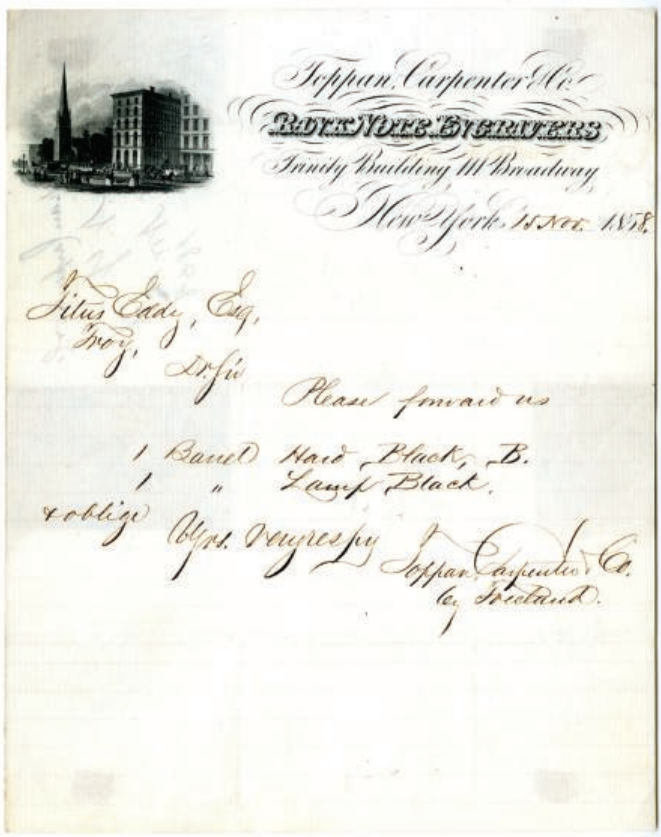 Toppan, Carpenter & Co.
BANK NOTE ENGRAVERS
Trinity Building 111 Broadway
New York, 15 Nov. 1858.
Titus Eddy, Esq,
Troy,
Dr. Sir
Please forward us
1 Barrel Hard Black, B.
1 " Lamp Black.
& oblige
Yrs. very respy
Toppan, Carpenter & Co.
by